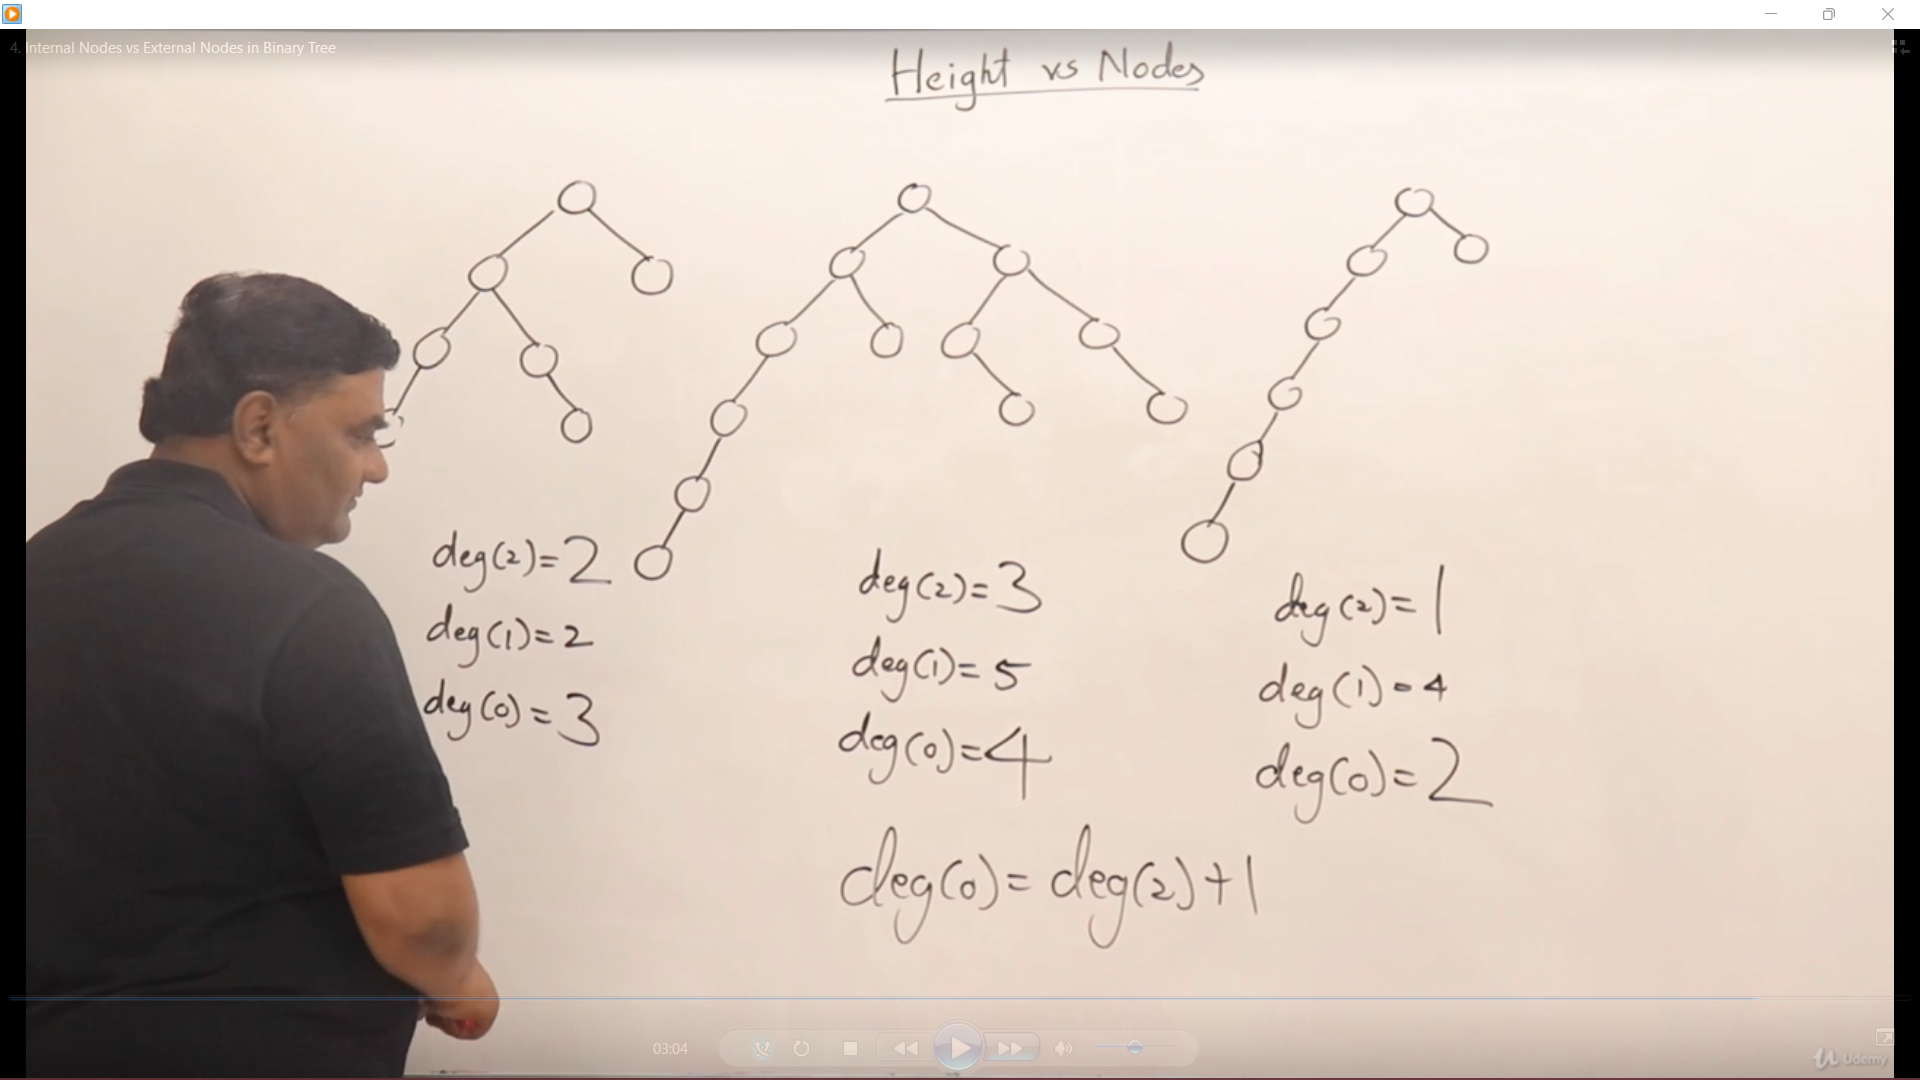 4. Internal Nodes vs External Nodes in Binary Tree
Height vs Nodes
deg(2)=2
deg(1)=2
deg(0)=3
deg(2)=3
deg(1)=5
deg(0)=4
deg(2)=1
deg(1)=4
deg(0)=2
deg(0)=deg(2)+1
03:04
Udemy